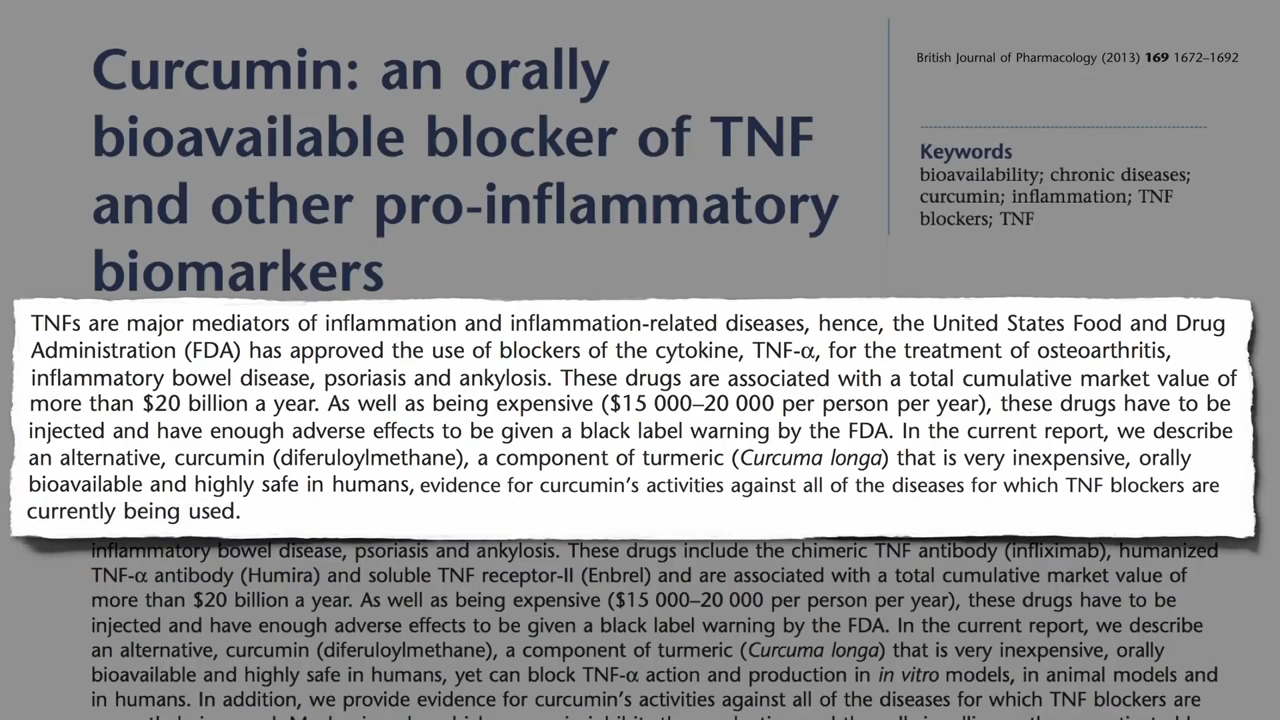 Curcumin: an orally
bioavailable blocker of TNF
and other pro-inflammatory
biomarkers
British Journal of Pharmacology (2013) 169 1672–1692
Keywords
bioavailability; chronic diseases;
curcumin; inflammation; TNF
blockers; TNF
TNFs are major mediators of inflammation and inflammation-related diseases, hence, the United States Food and Drug
Administration (FDA) has approved the use of blockers of the cytokine, TNF-α, for the treatment of osteoarthritis,
inflammatory bowel disease, psoriasis and ankylosis. These drugs are associated with a total cumulative market value of
more than $20 billion a year. As well as being expensive ($15 000–20 000 per person per year), these drugs have to be
injected and have enough adverse effects to be given a black label warning by the FDA. In the current report, we describe
an alternative, curcumin (diferuloylmethane), a component of turmeric (Curcuma longa) that is very inexpensive, orally
bioavailable and highly safe in humans, evidence for curcumin's activities against all of the diseases for which TNF blockers are
currently being used.
inflammatory bowel disease, psoriasis and ankylosis. These drugs include the chimeric TNF antibody (infliximab), humanized
TNF-α antibody (Humira) and soluble TNF receptor-II (Enbrel) and are associated with a total cumulative market value of
more than $20 billion a year. As well as being expensive ($15 000–20 000 per person per year), these drugs have to be
injected and have enough adverse effects to be given a black label warning by the FDA. In the current report, we describe
an alternative, curcumin (diferuloylmethane), a component of turmeric (Curcuma longa) that is very inexpensive, orally
bioavailable and highly safe in humans, yet can block TNF-α action and production in in vitro models, in animal models and
in humans. In addition, we provide evidence for curcumin's activities against all of the diseases for which TNF blockers are